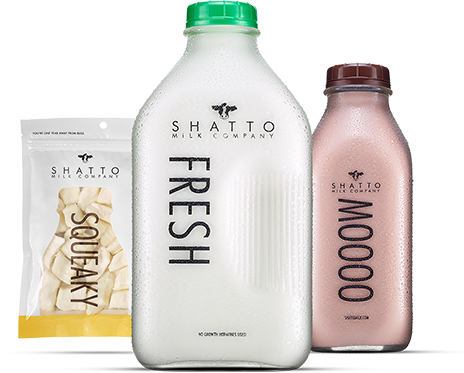 SHATTO
MILK COMPANY
SQUEAKY
SHATTO
MILK COMPANY
FRESH
NO GROWTH HORMONES USED
SHATTO
MILK COMPANY
MOOOO